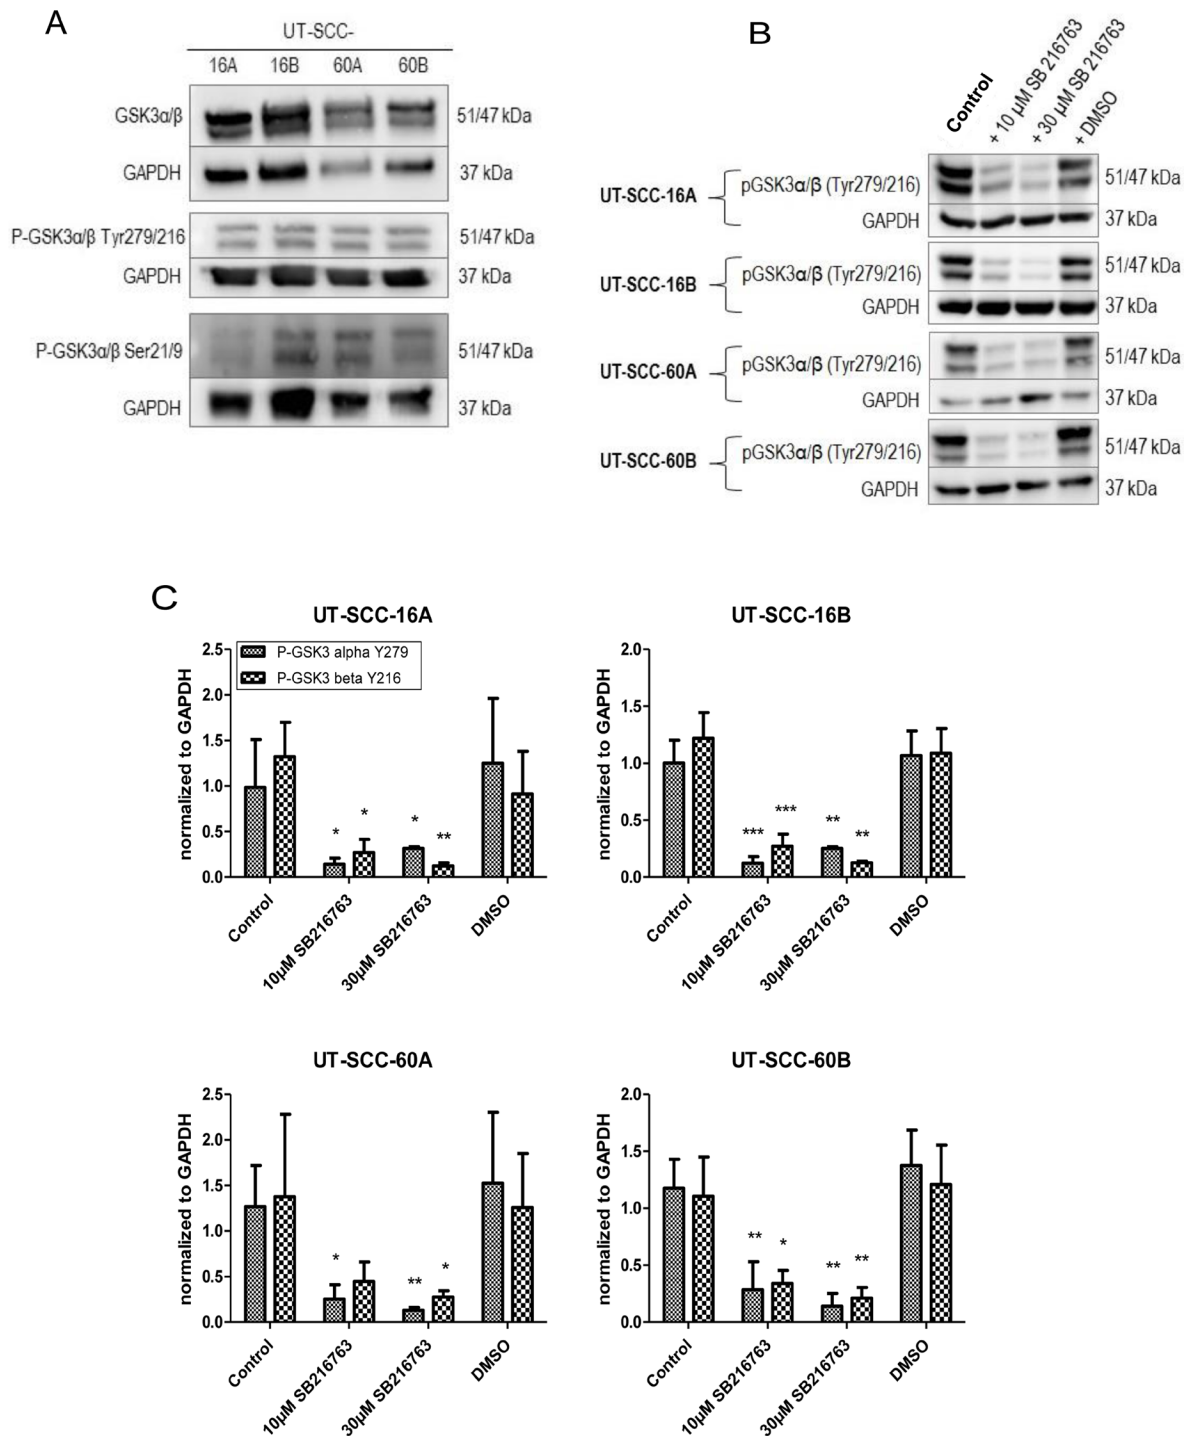 A
UT-SCC-
16A 16B 60A 60B
GSK3α/β 51/47 kDa
GAPDH 37 kDa
P-GSK3α/β Tyr279/216 51/47 kDa
GAPDH 37 kDa
P-GSK3α/β Ser21/9 51/47 kDa
GAPDH 37 kDa
B
Control
+ 10 µM SB 216763
+ 30 µM SB 216763
+ DMSO
UT-SCC-16A
pGSK3α/β (Tyr279/216) 51/47 kDa
GAPDH 37 kDa
UT-SCC-16B
pGSK3α/β (Tyr279/216) 51/47 kDa
GAPDH 37 kDa
UT-SCC-60A
pGSK3α/β (Tyr279/216) 51/47 kDa
GAPDH 37 kDa
UT-SCC-60B
pGSK3α/β (Tyr279/216) 51/47 kDa
GAPDH 37 kDa
C
UT-SCC-16A
normalized to GAPDH
2.5
2.0
1.5
1.0
0.5
0.0
P-GSK3 alpha Y279
P-GSK3 beta Y216
* * * **
Control
10µM SB216763
30µM SB216763
DMSO
UT-SCC-16B
normalized to GAPDH
2.0
1.5
1.0
0.5
0.0
*** *** ** **
Control
10µM SB216763
30µM SB216763
DMSO
UT-SCC-60A
normalized to GAPDH
2.5
2.0
1.5
1.0
0.5
0.0
* ** *
Control
10µM SB216763
30µM SB216763
DMSO
UT-SCC-60B
normalized to GAPDH
2.0
1.5
1.0
0.5
0.0
** * ** **
Control
10µM SB216763
30µM SB216763
DMSO